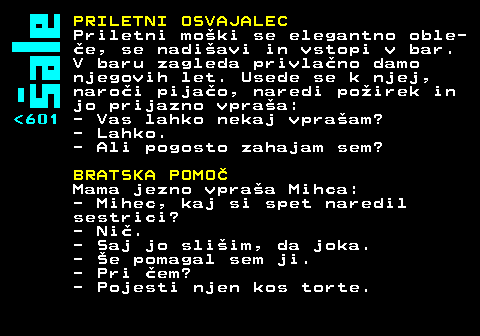 šale
<601
PRILETNI OSVAJALEC
Priletni moški se elegantno oble-
če, se nadišavi in vstopi v bar.
V baru zagleda privlačno damo
njegovih let. Usede se k njej,
naroči pijačo, naredi požirek in
jo prijazno vpraša:
- Vas lahko nekaj vprašam?
- Lahko.
- Ali pogosto zahajam sem?
BRATSKA POMOČ
Mama jezno vpraša Mihca:
- Mihec, kaj si spet naredil
sestrici?
- Nič.
- Saj jo slišim, da joka.
- Še pomagal sem ji.
- Pri čem?
- Pojesti njen kos torte.